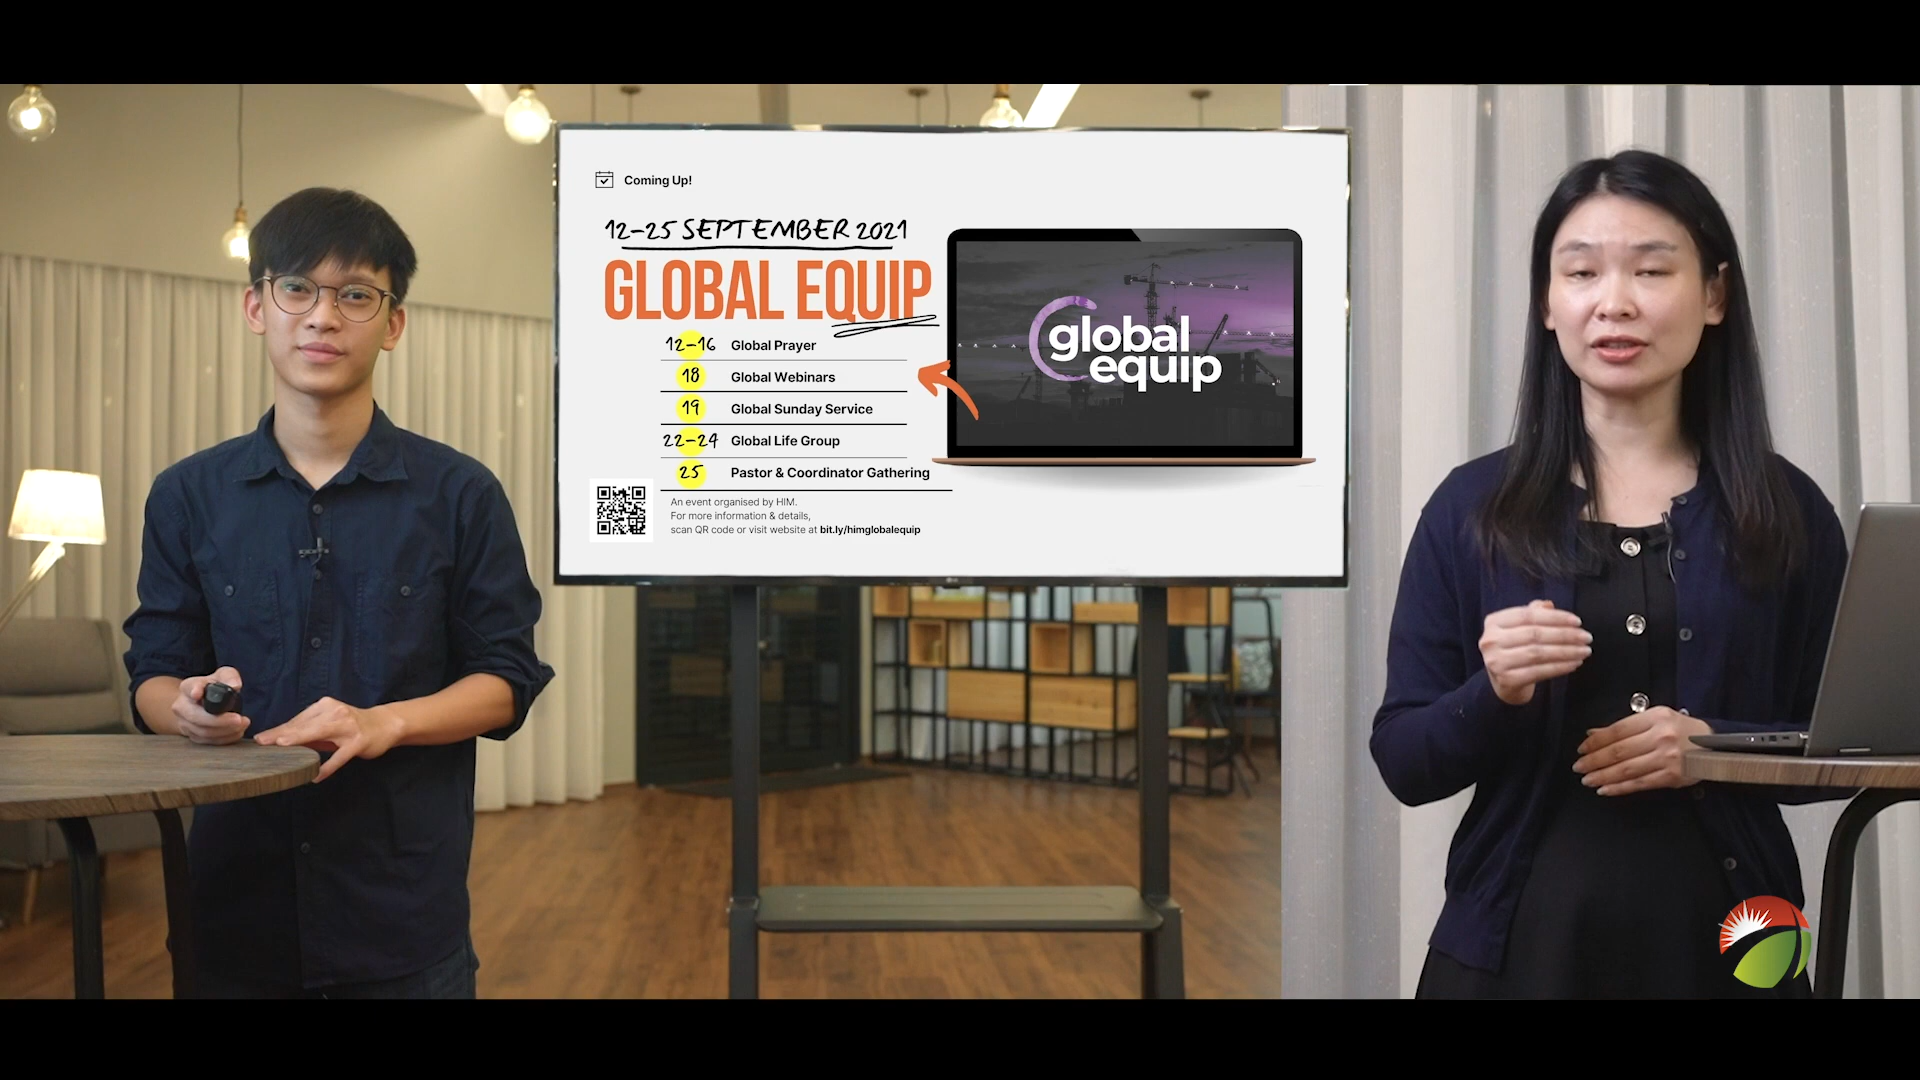 Coming Up!
12-25 SEPTEMBER 2021
GLOBAL EQUIP
12-16 Global Prayer
18 Global Webinars
19 Global Sunday Service
22-24 Global Life Group
25 Pastor & Coordinator Gathering
An event organised by HIM.
For more information & details,
scan QR code or visit website at bit.ly/himglobalequip
global
equip
LG